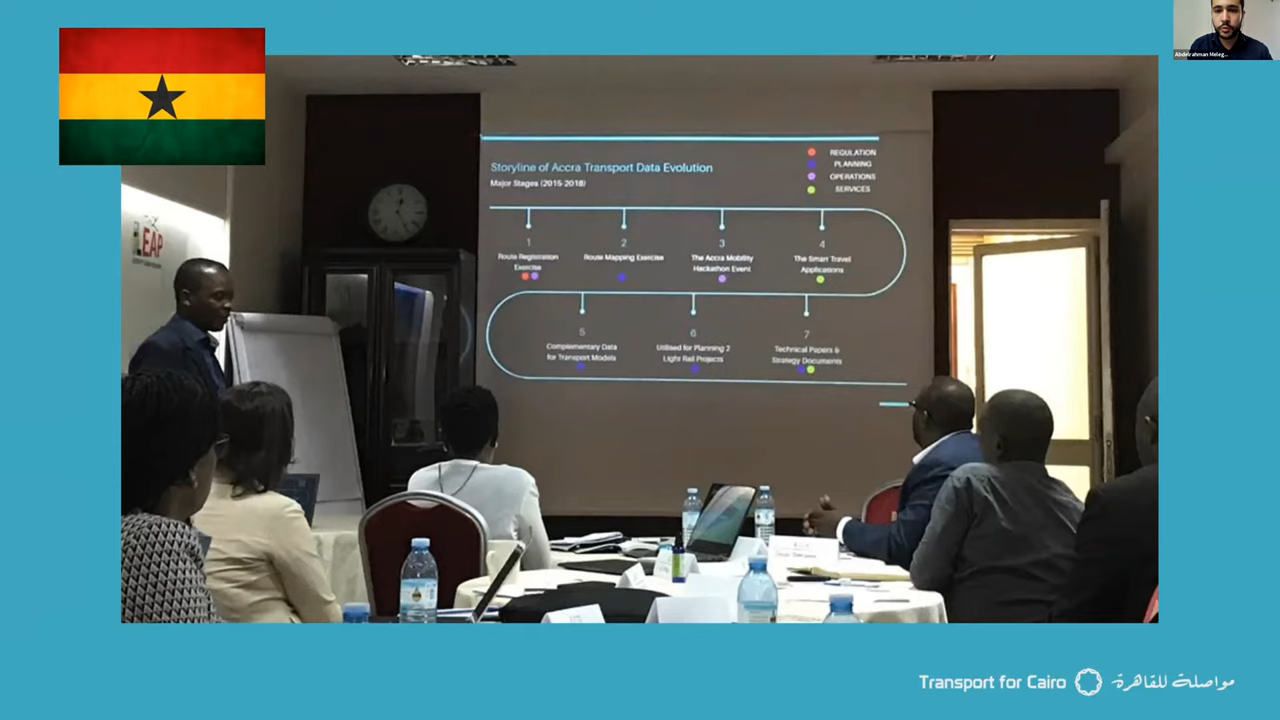 Abdelrahman Meleg...
LEAP
Storyline of Accra Transport Data Evolution
Major Stages (2015-2018)
REGULATION
PLANNING
OPERATIONS
SERVICES
1
Route Registration
Exercise
2
Route Mapping Exercise
3
The Accra Mobility
Hackathon Event
4
The Smart Travel
Applications
5
Complementary Data
for Transport Models
6
Utilised for Planning 2
Light Rail Projects
7
Technical Papers &
Strategy Documents
Transport for Cairo مواصلة للقاهرة